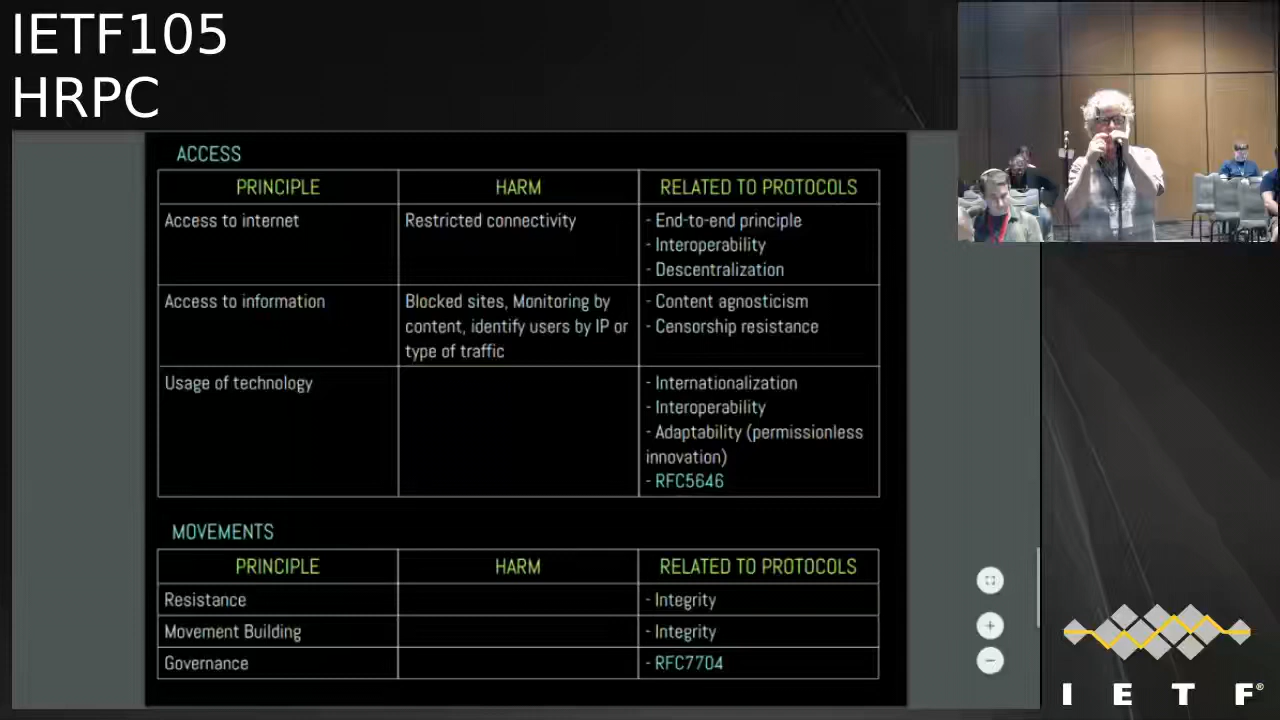 IETF105
HRPC
ACCESS
PRINCIPLE HARM RELATED TO PROTOCOLS
Access to internet Restricted connectivity - End-to-end principle
- Interoperability
- Descentralization
Access to information Blocked sites, Monitoring by - Content agnosticism
content, identify users by IP or - Censorship resistance
type of traffic
Usage of technology - Internationalization
- Interoperability
- Adaptability (permissionless
innovation)
- RFC5646
MOVEMENTS
PRINCIPLE HARM RELATED TO PROTOCOLS
Resistance - Integrity
Movement Building - Integrity
Governance - RFC7704
I E T F®